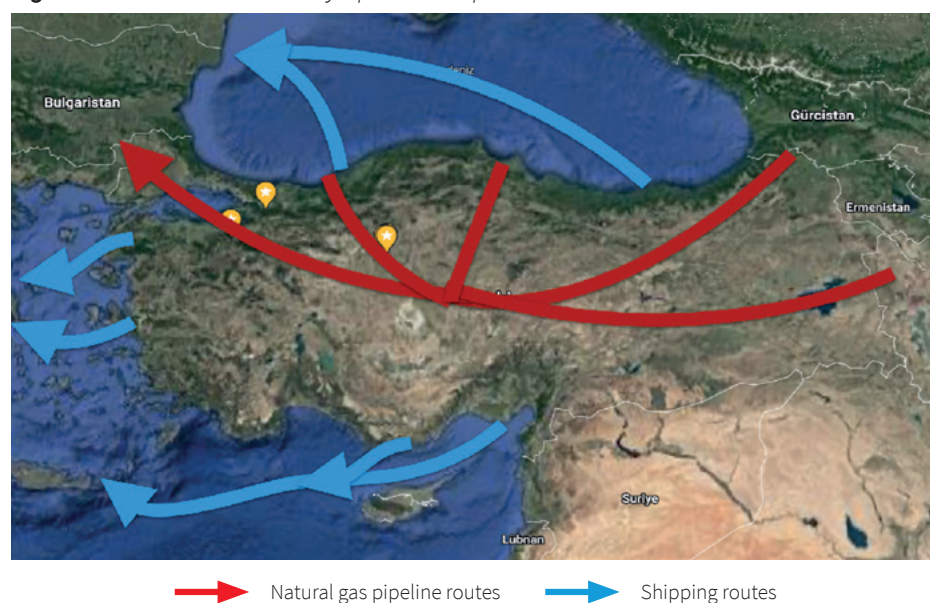 Bulgaristan
Gürcistan
Ermenistan
Suriye
Lubnan
Natural gas pipeline routes
Shipping routes